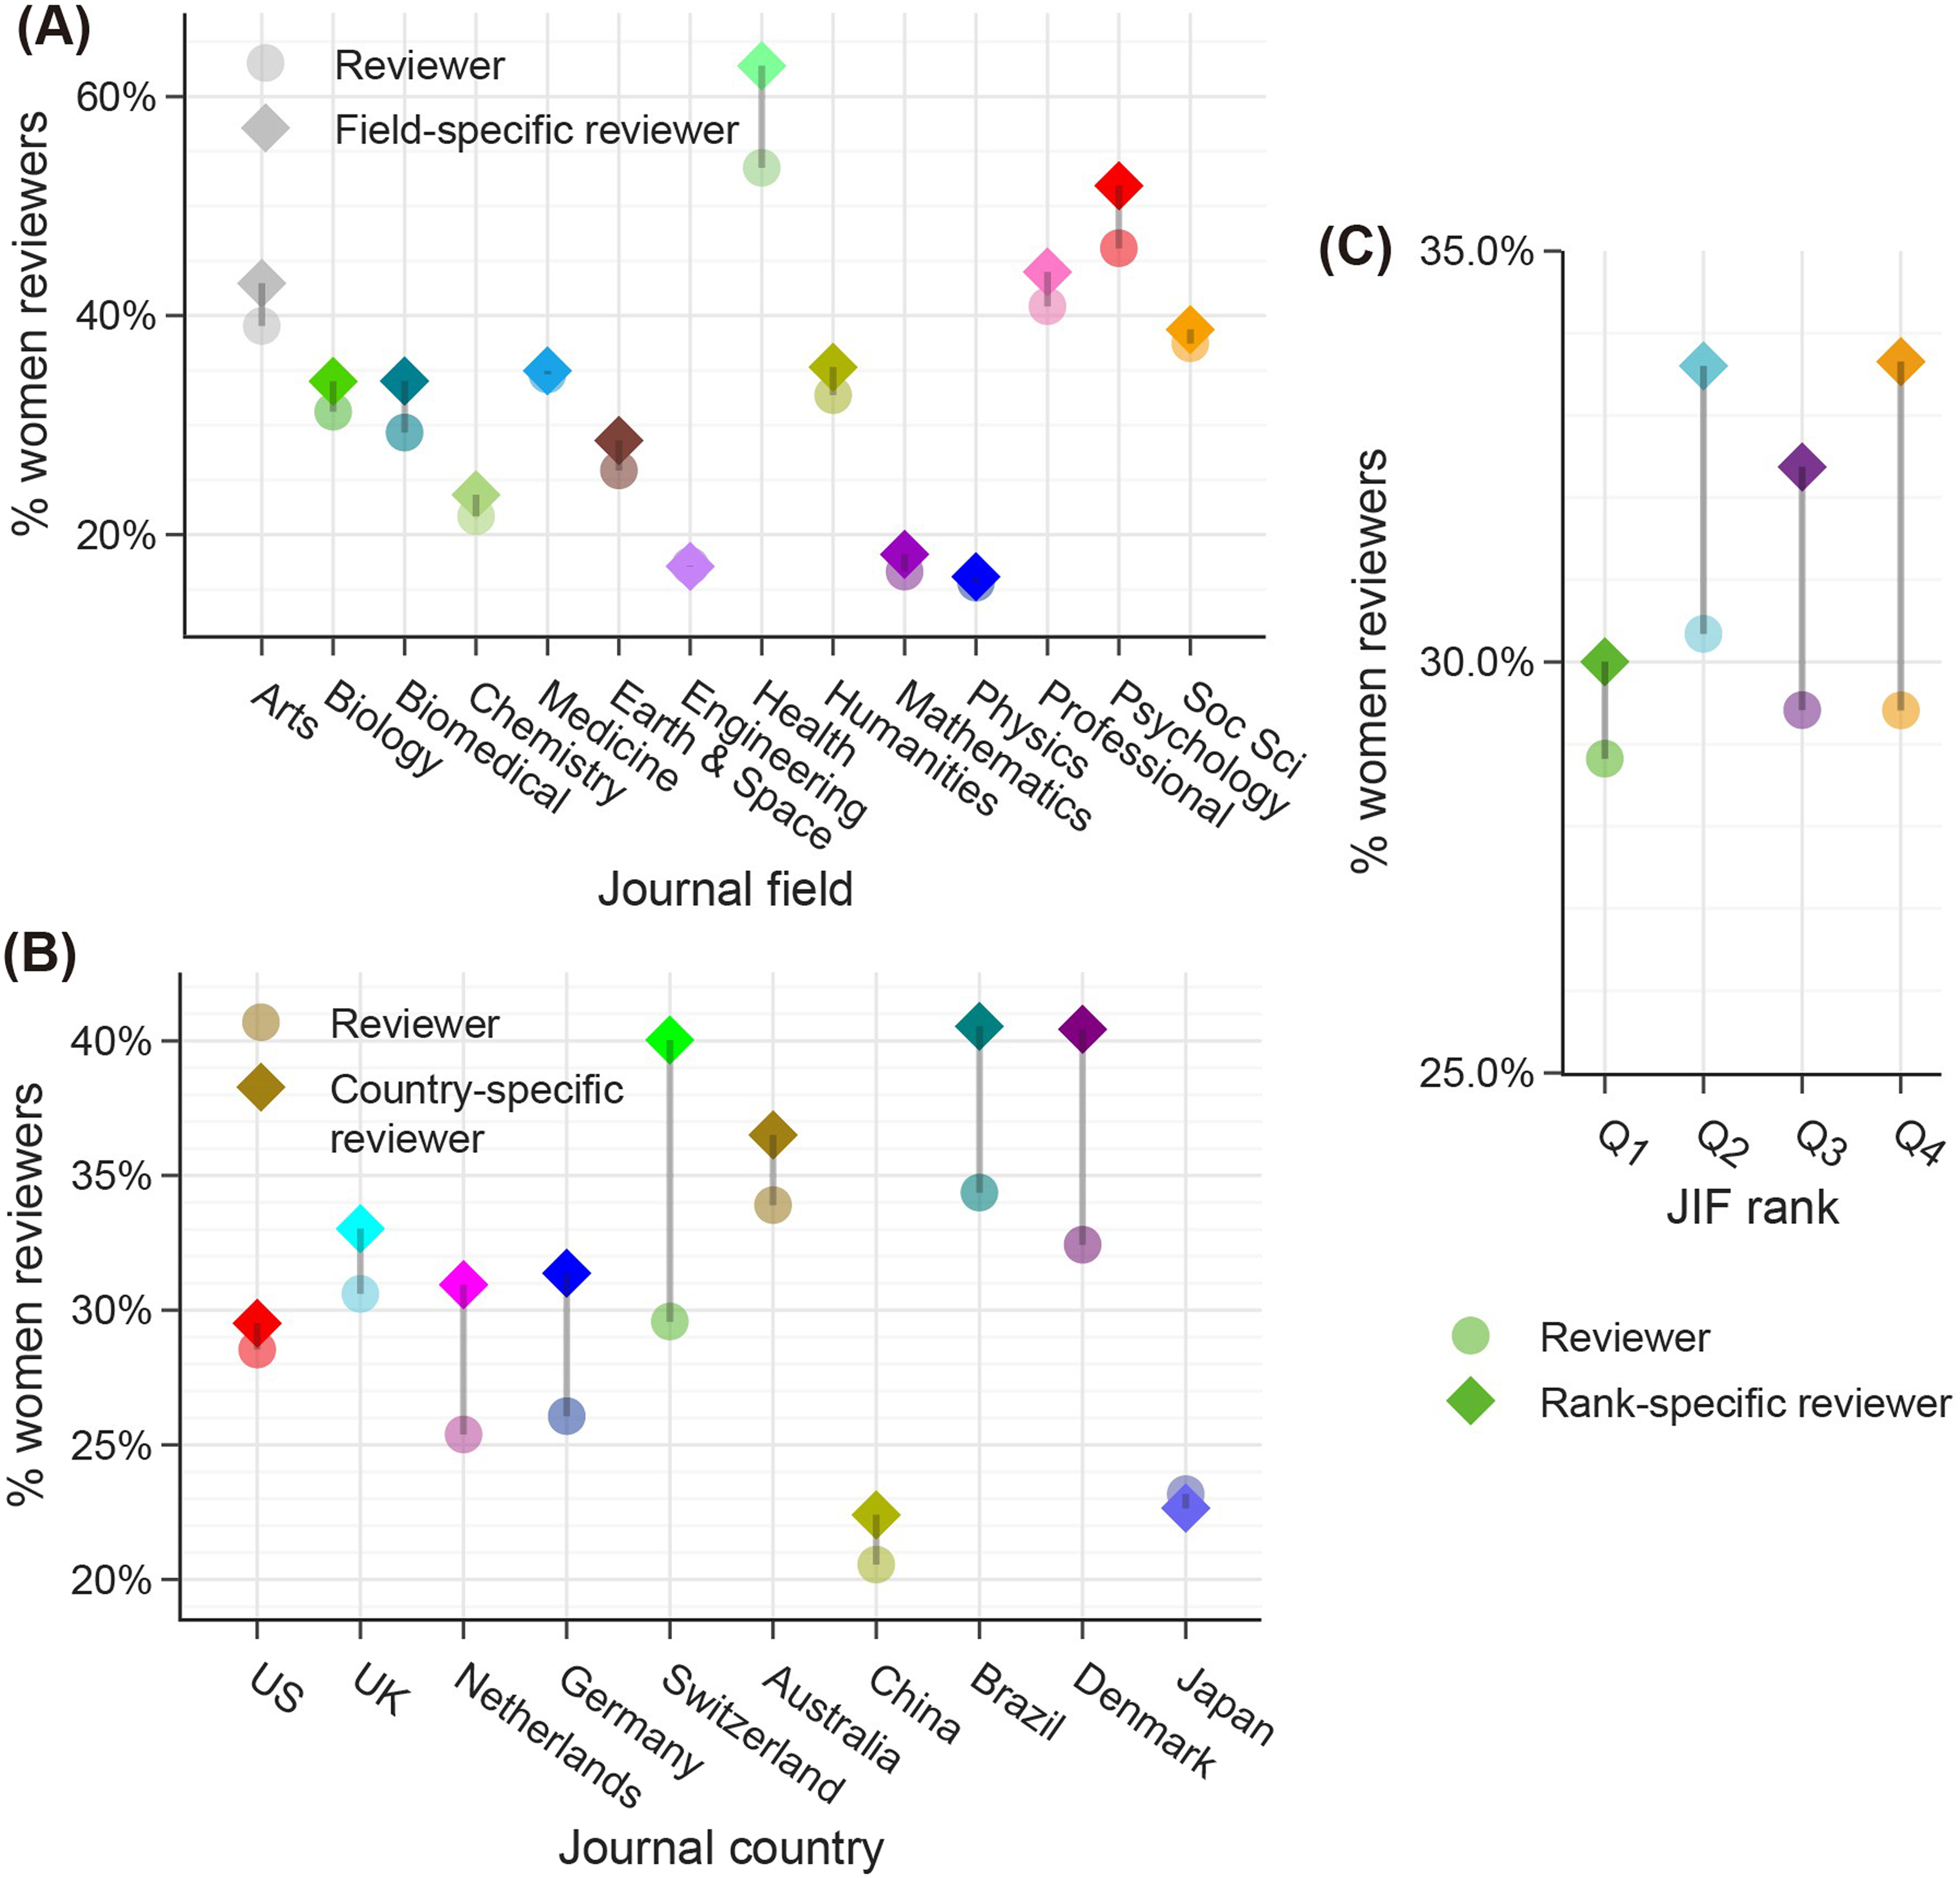 (A)
Reviewer
Field-specific reviewer
% women reviewers
60%
40%
20%
Arts
Biology
Biomedical
Chemistry
Medicine
Earth & Space
Engineering
Health
Humanities
Mathematics
Physics
Professional
Psychology
Soc Sci
Journal field
(B)
Reviewer
Country-specific
reviewer
% women reviewers
40%
35%
30%
25%
20%
US
UK
Netherlands
Germany
Switzerland
Australia
China
Brazil
Denmark
Japan
Journal country
(C)
% women reviewers
35.0%
30.0%
25.0%
Q1
Q2
Q3
Q4
JIF rank
Reviewer
Rank-specific reviewer